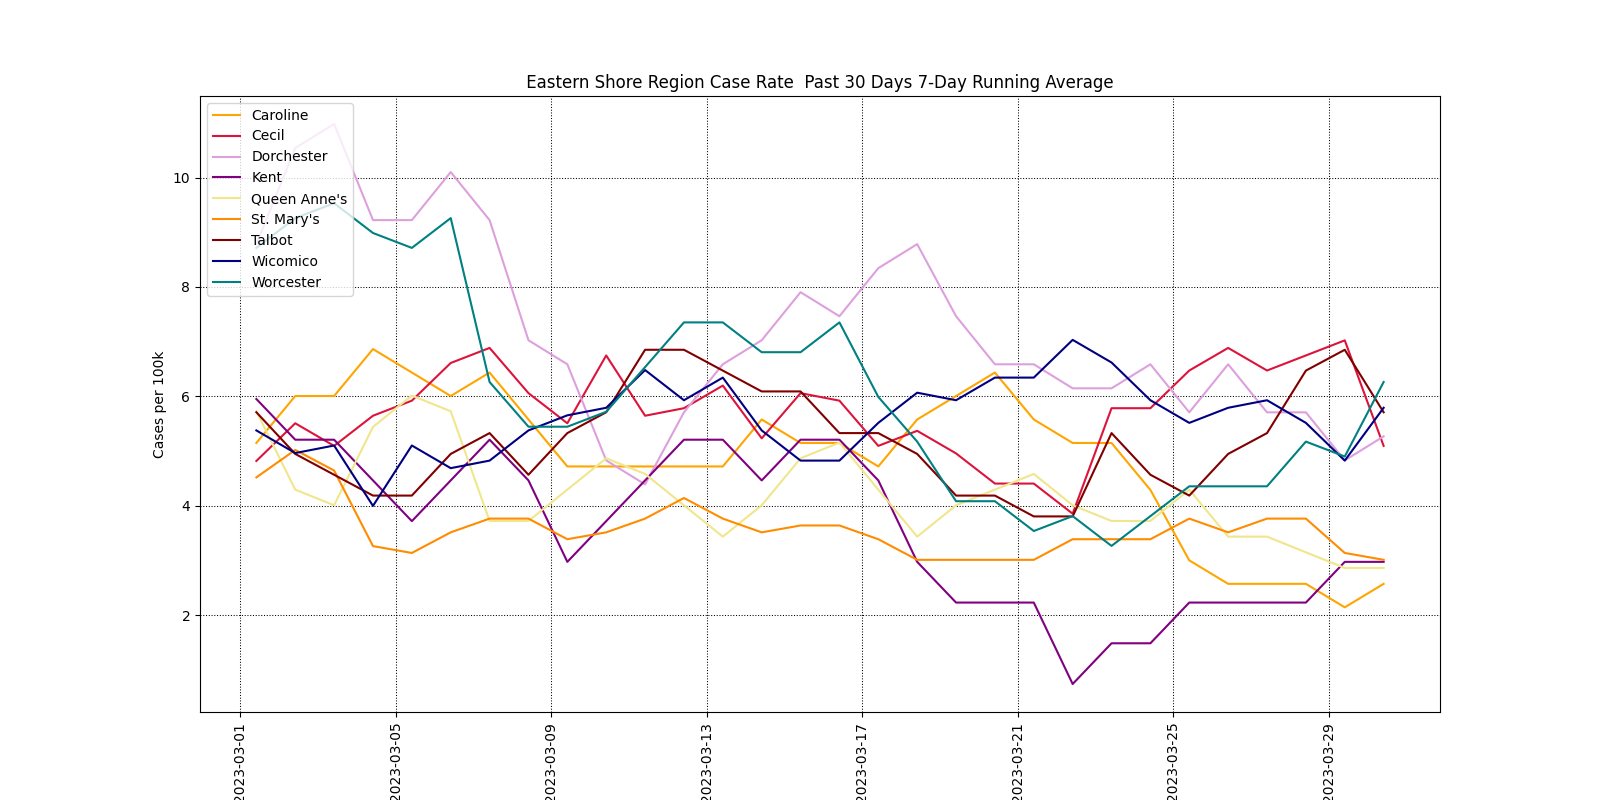 Eastern Shore Region Case Rate  Past 30 Days 7-Day Running Average
Caroline
Cecil
Dorchester
Kent
Queen Anne's
St. Mary's
Talbot
Wicomico
Worcester
Cases per 100k
10
8
6
4
2
2023-03-01
2023-03-05
2023-03-09
2023-03-13
2023-03-17
2023-03-21
2023-03-25
2023-03-29